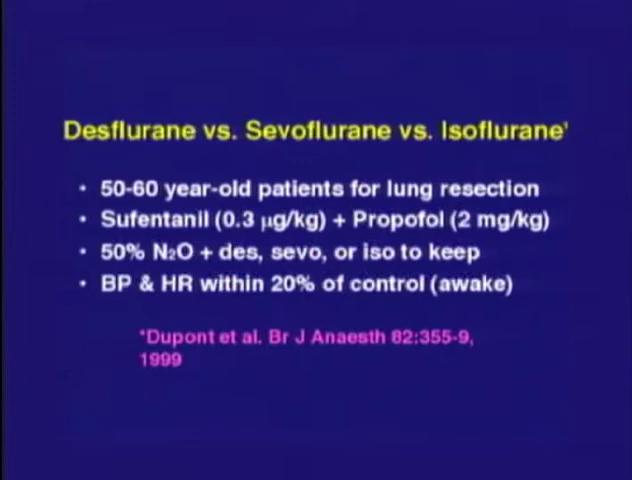 Desflurane vs. Sevoflurane vs. Isoflurane*
• 50-60 year-old patients for lung resection
• Sufentanil (0.3 μg/kg) + Propofol (2 mg/kg)
• 50% N₂O + des, sevo, or iso to keep
• BP & HR within 20% of control (awake)
*Dupont et al. Br J Anaesth 82:355-9,
1999